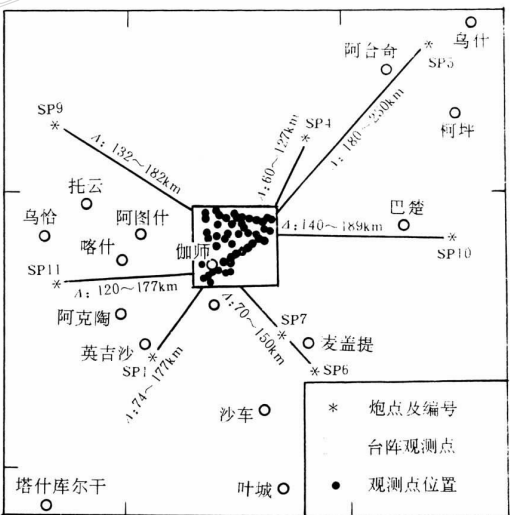 乌什
阿合奇
SP5
SP9
SP4
柯坪
Δ: 132～182km
Δ: 60～127km
Δ: 180～250km
托云
乌恰
阿图什
巴楚
Δ: 140～189km
喀什
伽师
SP10
SP11
Δ: 120～177km
阿克陶
SP7
Δ: 70～150km
英吉沙
麦盖提
SP1
SP6
Δ: 74～177km
沙车
* 炮点及编号
台阵观测点
塔什库尔干
叶城
● 观测点位置